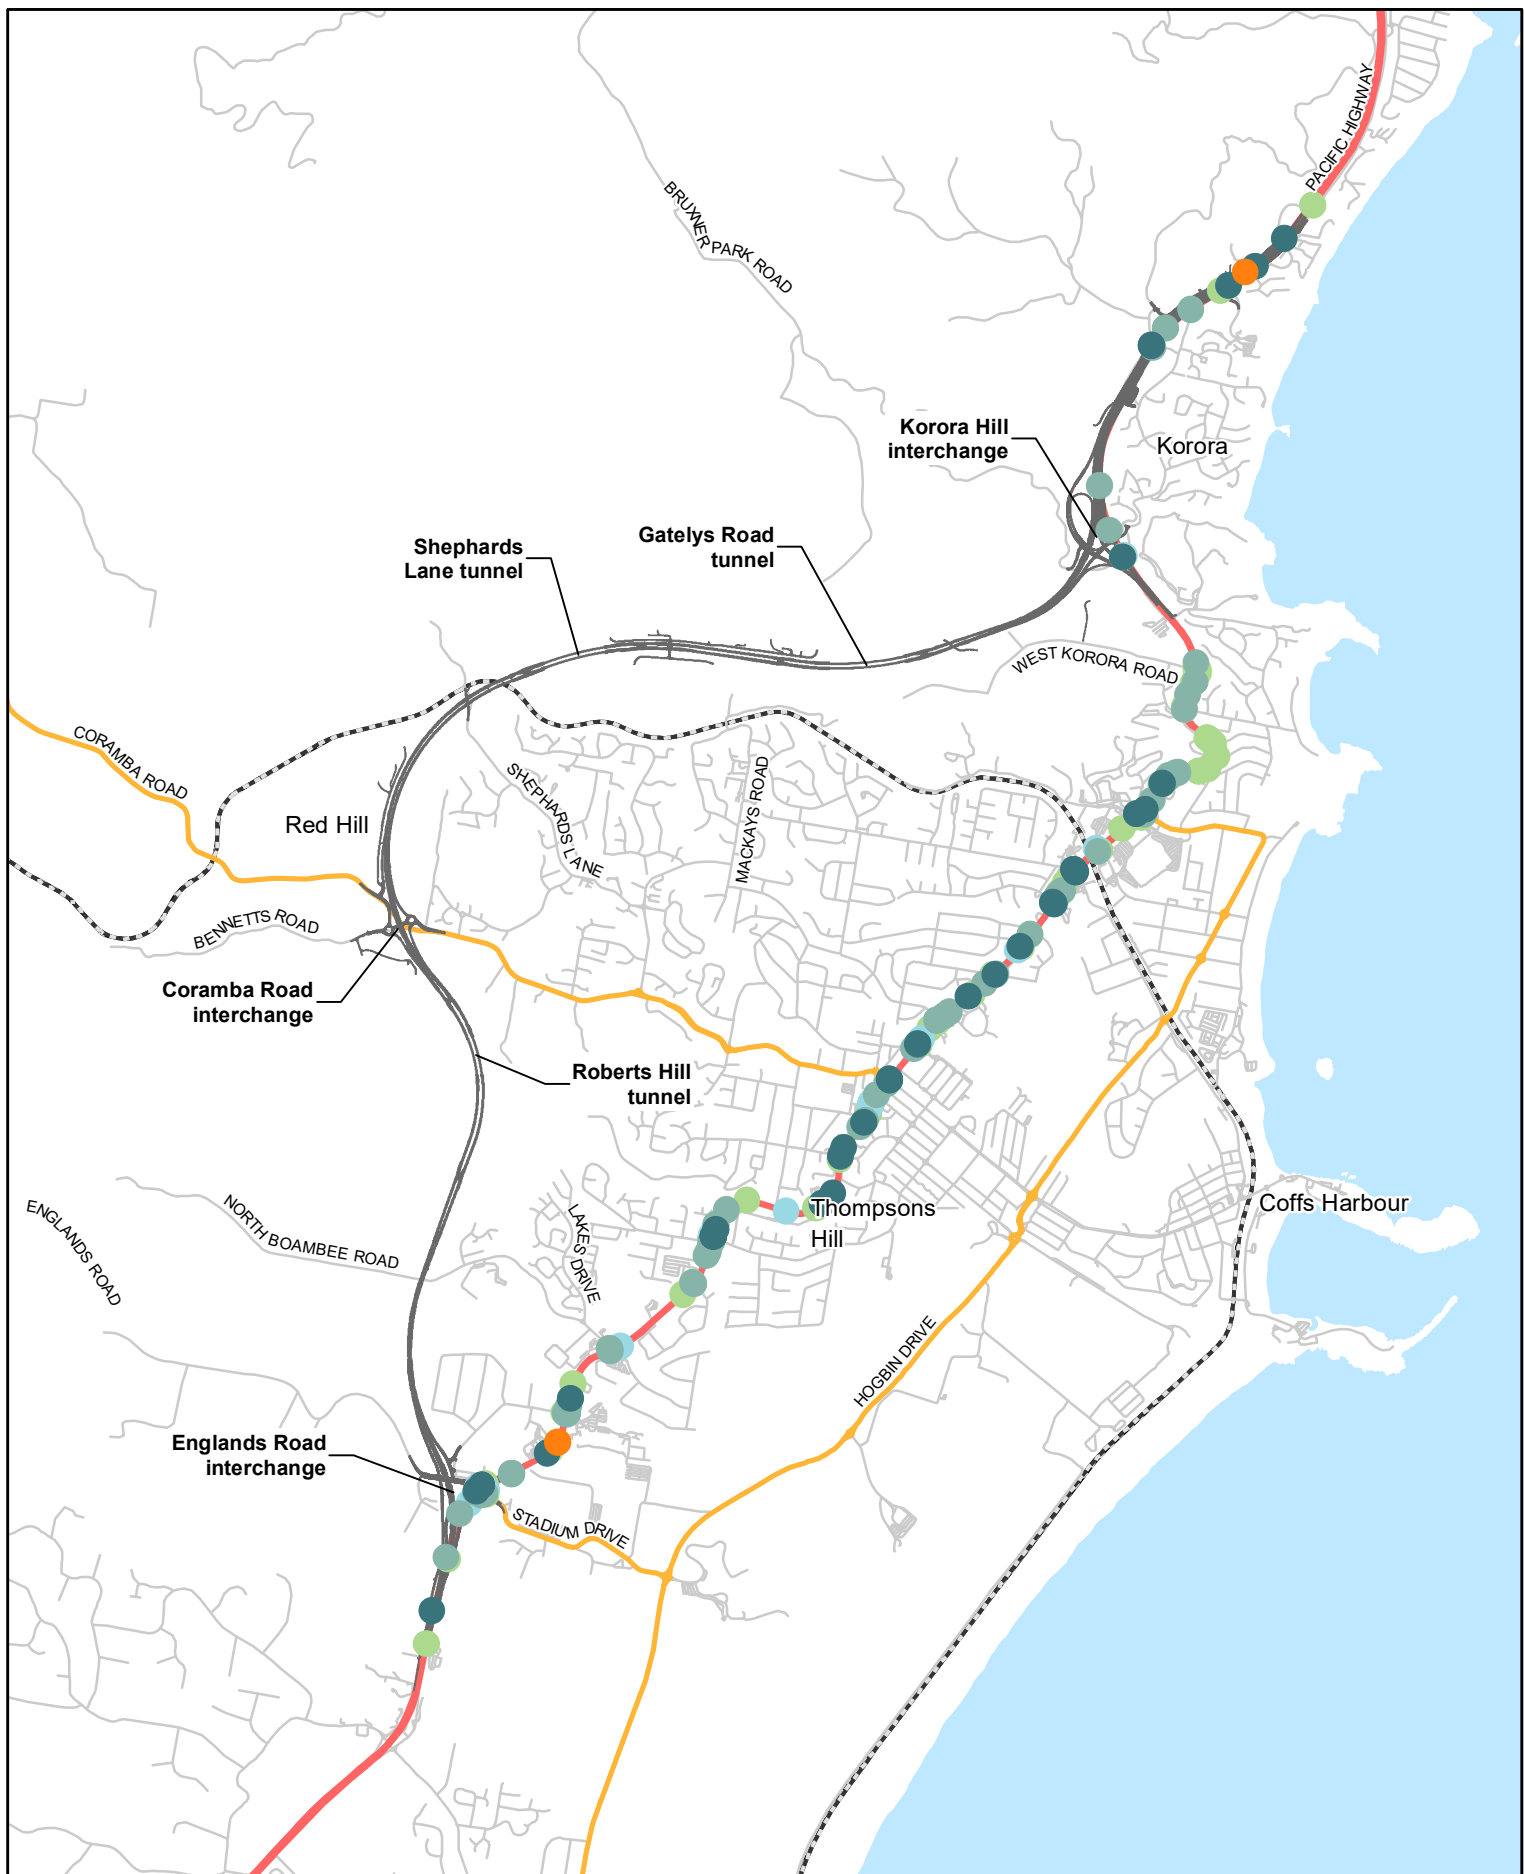 PACIFIC HIGHWAY
BRUXNER PARK ROAD
Korora Hill
interchange
Korora
Gatelys Road
tunnel
Shephards
Lane tunnel
WEST KORORA ROAD
CORAMBA ROAD
SHEPHARDS LANE
MACKAYS ROAD
Red Hill
BENNETTS ROAD
Coramba Road
interchange
Roberts Hill
tunnel
ENGLANDS ROAD
NORTH BOAMBEE ROAD
LAKES DRIVE
Thompsons
Hill
Coffs Harbour
HOGBIN DRIVE
Englands Road
interchange
STADIUM DRIVE